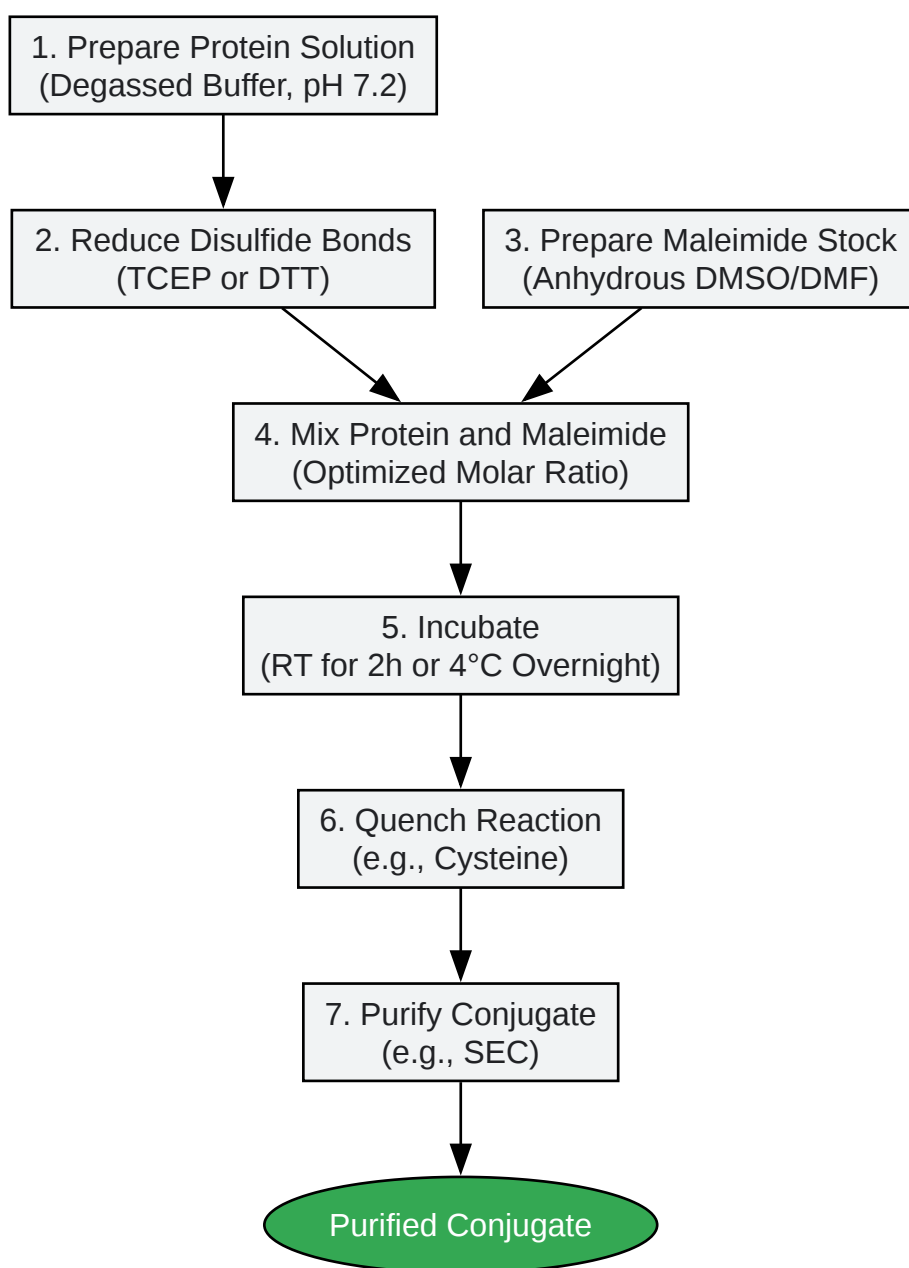 1. Prepare Protein Solution
(Degassed Buffer, pH 7.2)
2. Reduce Disulfide Bonds
(TCEP or DTT)
3. Prepare Maleimide Stock
(Anhydrous DMSO/DMF)
4. Mix Protein and Maleimide
(Optimized Molar Ratio)
5. Incubate
(RT for 2h or 4°C Overnight)
6. Quench Reaction
(e.g., Cysteine)
7. Purify Conjugate
(e.g., SEC)
Purified Conjugate